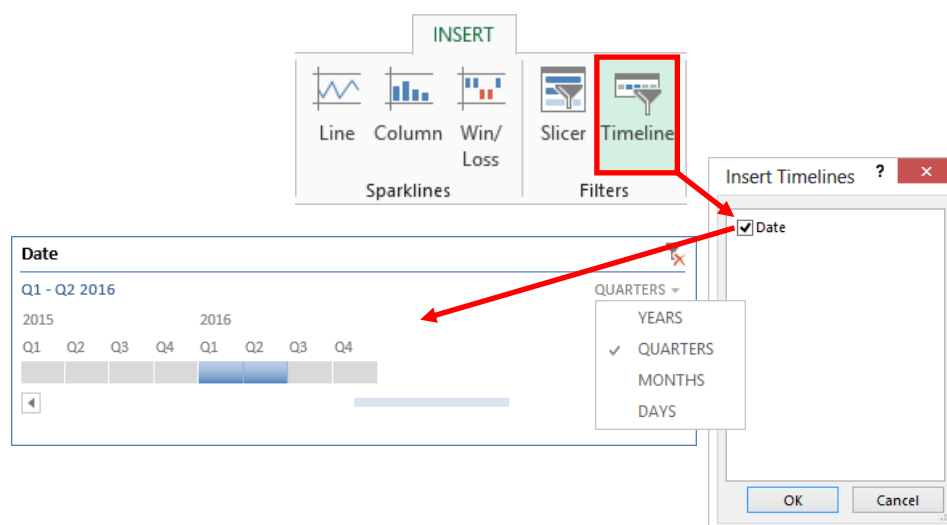 INSERT
Line Column Win/ Loss Slicer Timeline
Sparklines Filters
Insert Timelines ? ×
Date
Date
Q1 - Q2 2016 QUARTERS
2015 2016
Q1 Q2 Q3 Q4 Q1 Q2 Q3 Q4
YEARS
QUARTERS
MONTHS
DAYS
OK Cancel